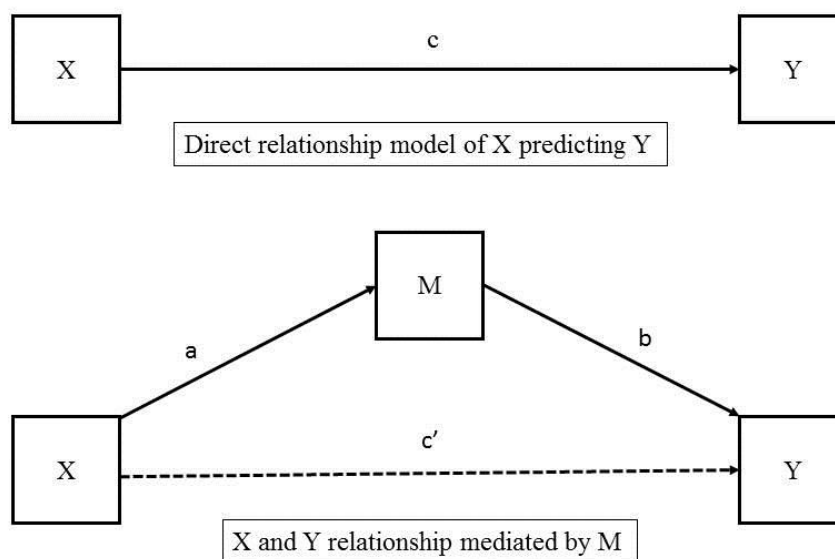 c
X
Y
Direct relationship model of X predicting Y
M
a
b
X
c’
Y
X and Y relationship mediated by M